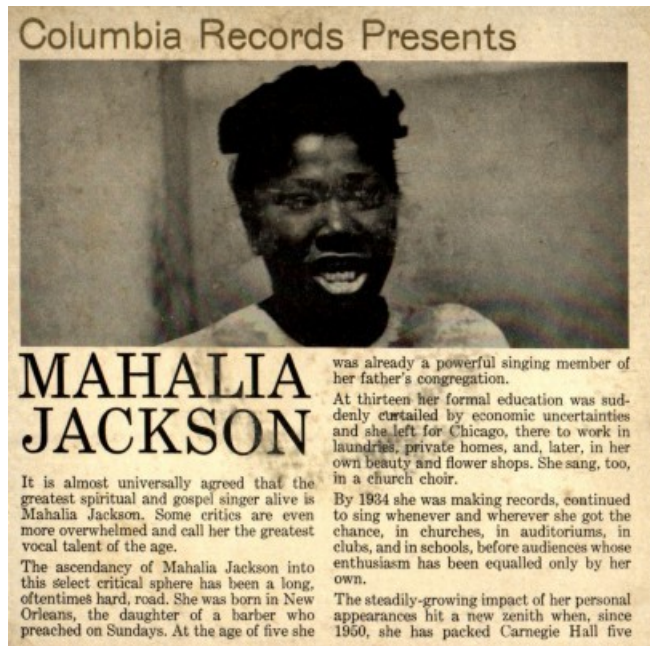 Columbia Records Presents
MAHALIA
JACKSON
It is almost universally agreed that the
greatest spiritual and gospel singer alive is
Mahalia Jackson. Some critics are even
more overwhelmed and call her the greatest
vocal talent of the age.
The ascendancy of Mahalia Jackson into
this select critical sphere has been a long,
oftentimes hard, road. She was born in New
Orleans, the daughter of a barber who
preached on Sundays. At the age of five she
was already a powerful singing member of
her father's congregation.
At thirteen her formal education was sud-
denly curtailed by economic uncertainties
and she left for Chicago, there to work in
laundries, private homes, and, later, in her
own beauty and flower shops. She sang, too,
in a church choir.
By 1934 she was making records, continued
to sing whenever and wherever she got the
chance, in churches, in auditoriums, in
clubs, and in schools, before audiences whose
enthusiasm has been equalled only by her
own.
The steadily-growing impact of her personal
appearances hit a new zenith when, since
1950, she has packed Carnegie Hall five